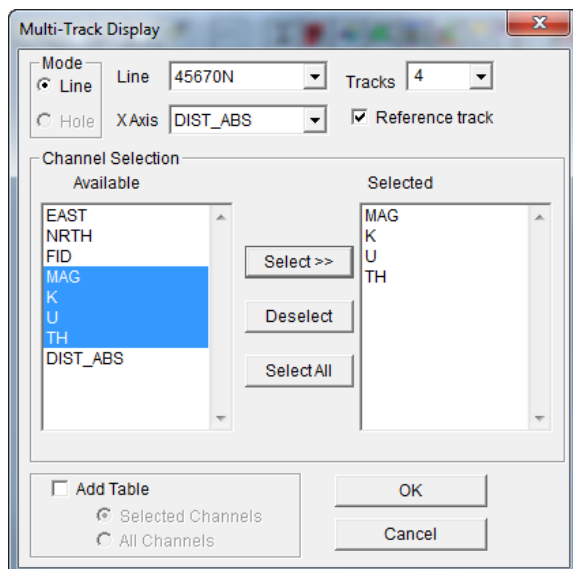 Multi-Track Display
Mode
Line
Hole
Line 45670N
Tracks 4
X Axis DIST_ABS
Reference track
Channel Selection
Available
Selected
EAST
NRTH
FID
MAG
K
U
TH
DIST_ABS
Select >>
Deselect
Select All
MAG
K
U
TH
Add Table
Selected Channels
All Channels
OK
Cancel